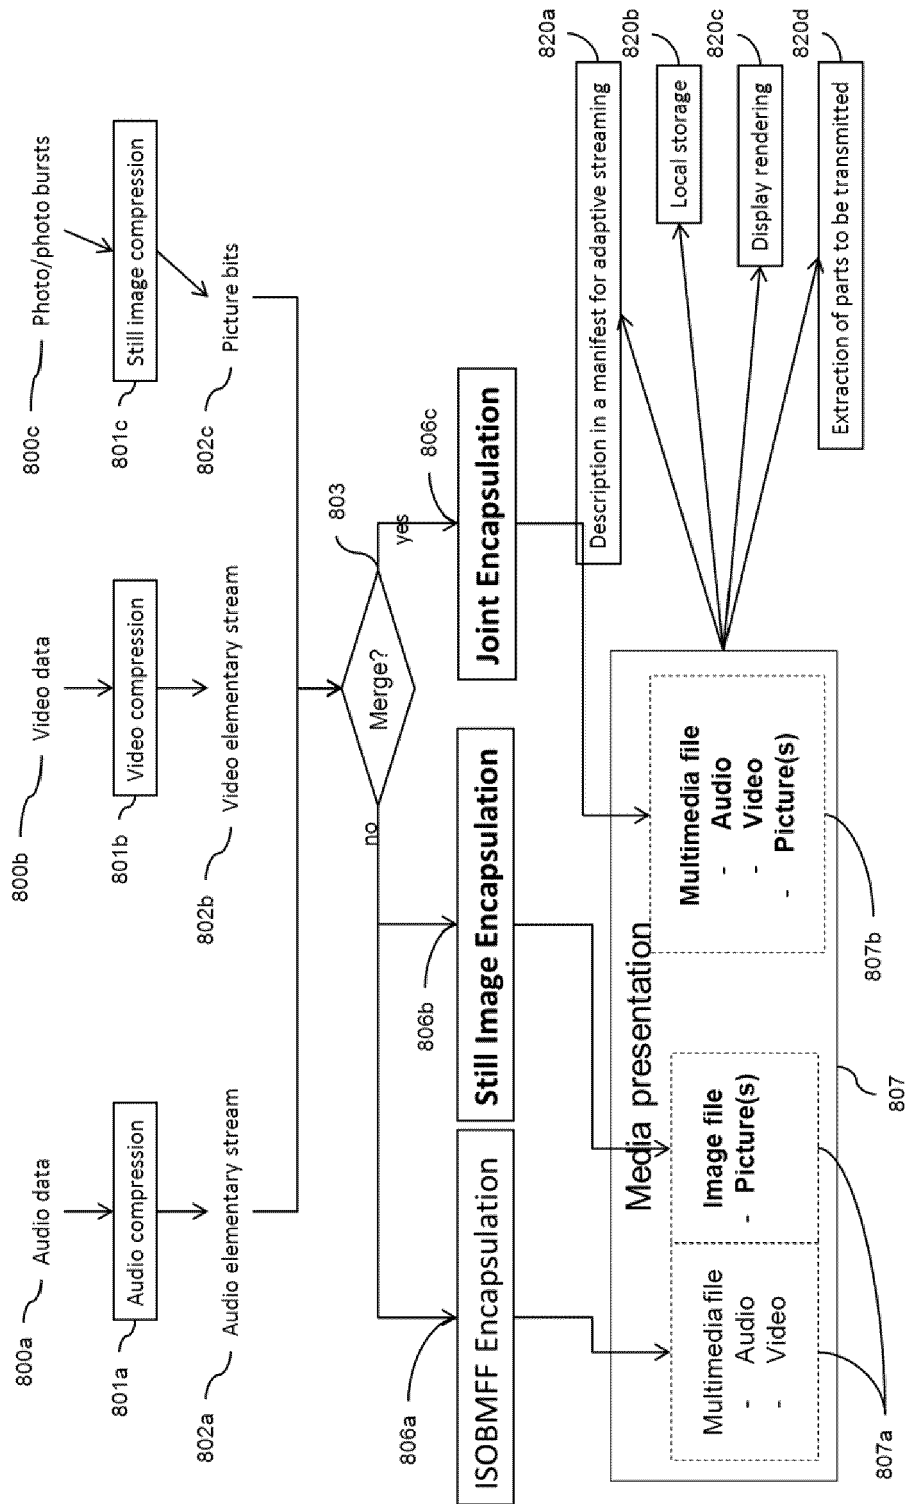 800a
Audio data
800b
Video data
800c
Photo/photo bursts
801a
Audio compression
801b
Video compression
801c
Still image compression
802a
Audio elementary stream
802b
Video elementary stream
802c
Picture bits
803
Merge?
no
yes
806a
ISOBMFF Encapsulation
806b
Still Image Encapsulation
806c
Joint Encapsulation
Media presentation
Multimedia file
- Audio
- Video
Image file
- Picture(s)
Multimedia file
- Audio
- Video
- Picture(s)
807a
807
807b
820a
Description in a manifest for adaptive streaming
820b
Local storage
820c
Display rendering
820d
Extraction of parts to be transmitted